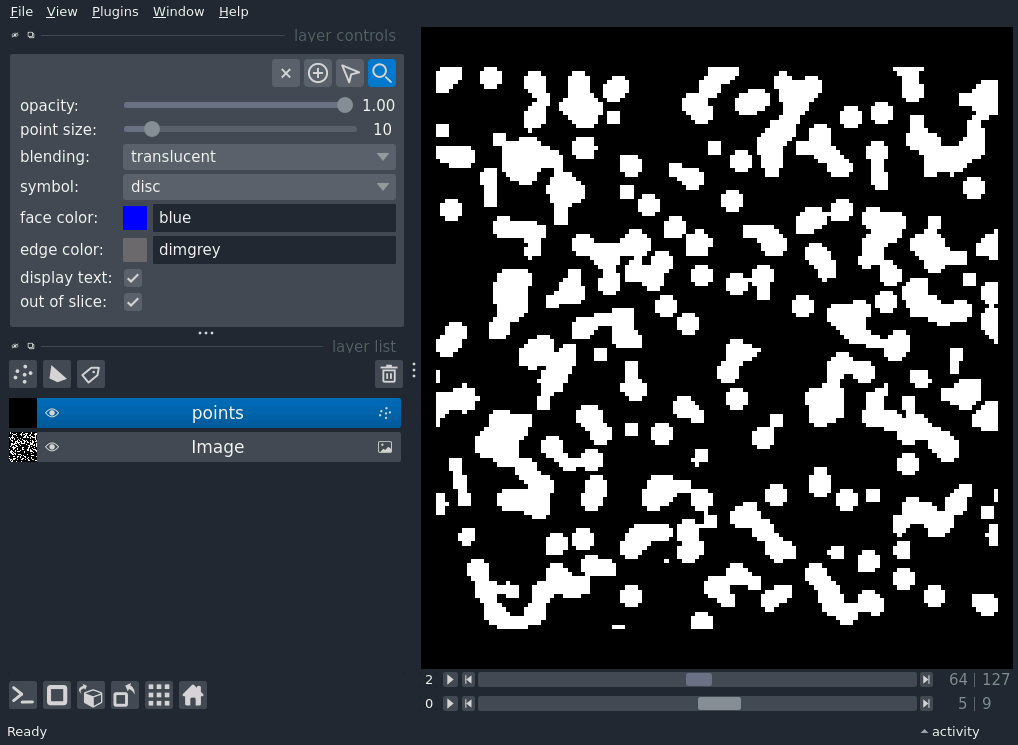 File View Plugins Window Help
layer controls
opacity: 1.00
point size: 10
blending: translucent
symbol: disc
face color: blue
edge color: dimgrey
display text:
out of slice:
layer list
points
Image
2 64 | 127
0 5 | 9
Ready activity